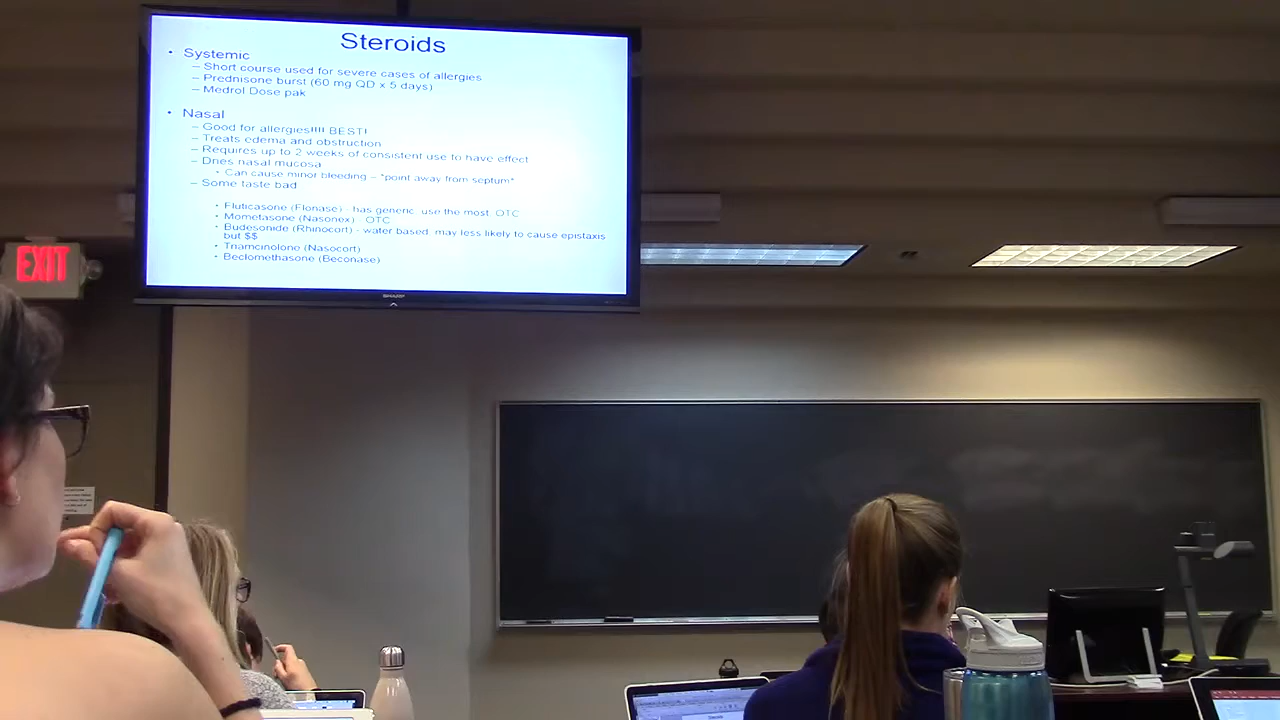 Steroids
• Systemic
– Short course used for severe cases of allergies
– Prednisone burst (60 mg QD x 5 days)
– Medrol Dose pak
• Nasal
– Good for allergies!!!! BEST!
– Treats edema and obstruction
– Requires up to 2 weeks of consistent use to have effect
– Dries nasal mucosa
• Can cause minor bleeding – *point away from septum*
– Some taste bad
• Fluticasone (Flonase) - has generic use the most OTC
• Mometasone (Nasonex) - OTC
• Budesonide (Rhinocort) - water based may less likely to cause epistaxis
but $$
• Triamcinolone (Nasocort)
• Beclomethasone (Beconase)
SHARP
EXIT